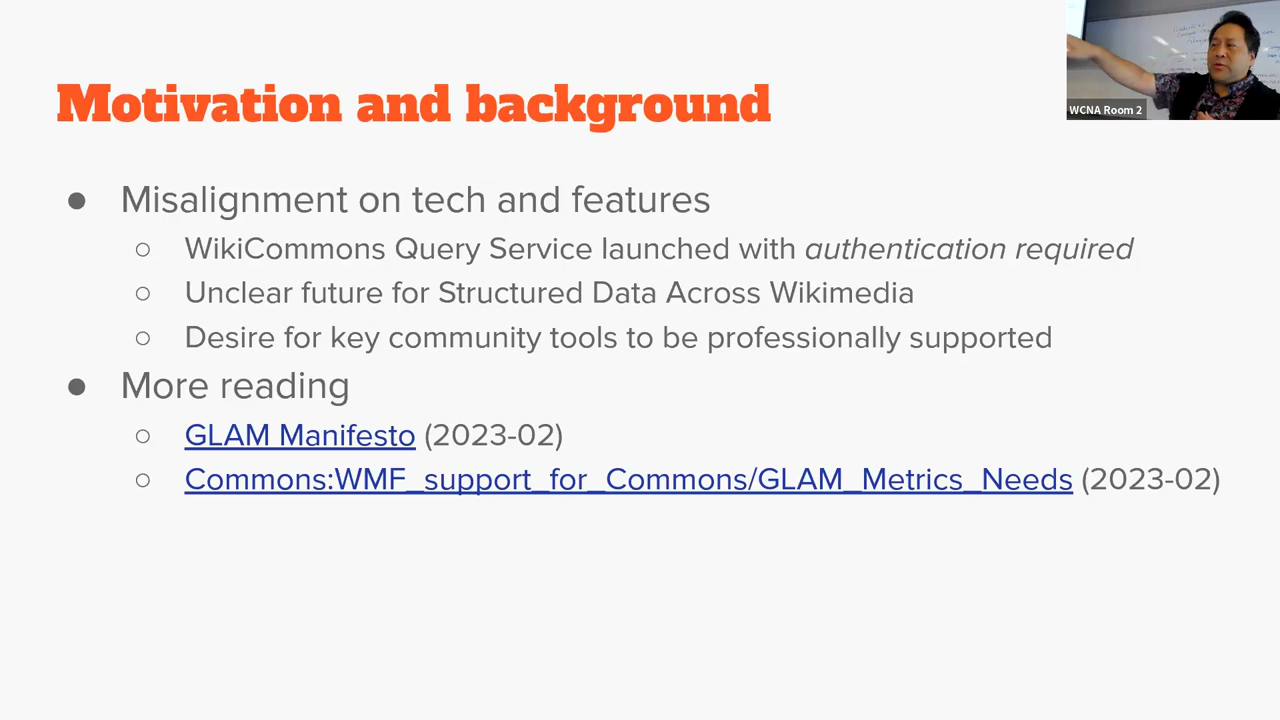 Motivation and background
WCNA Room 2
● Misalignment on tech and features
○ WikiCommons Query Service launched with authentication required
○ Unclear future for Structured Data Across Wikimedia
○ Desire for key community tools to be professionally supported
● More reading
○ GLAM Manifesto (2023-02)
○ Commons:WMF_support_for_Commons/GLAM_Metrics_Needs (2023-02)